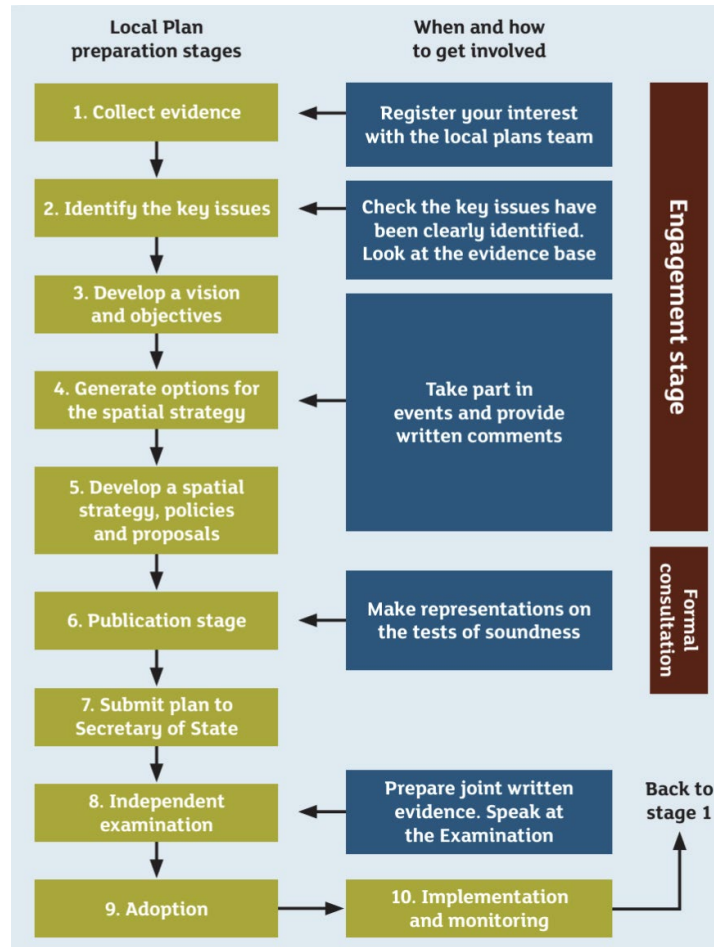 Local Plan
preparation stages
When and how
to get involved
1. Collect evidence
Register your interest
with the local plans team
2. Identify the key issues
Check the key issues have
been clearly identified.
Look at the evidence base
3. Develop a vision
and objectives
4. Generate options for
the spatial strategy
Take part in
events and provide
written comments
5. Develop a spatial
strategy, policies
and proposals
Engagement stage
6. Publication stage
Make representations on
the tests of soundness
Formal
consultation
7. Submit plan to
Secretary of State
8. Independent
examination
Prepare joint written
evidence. Speak at
the Examination
Back to
stage 1
9. Adoption
10. Implementation
and monitoring